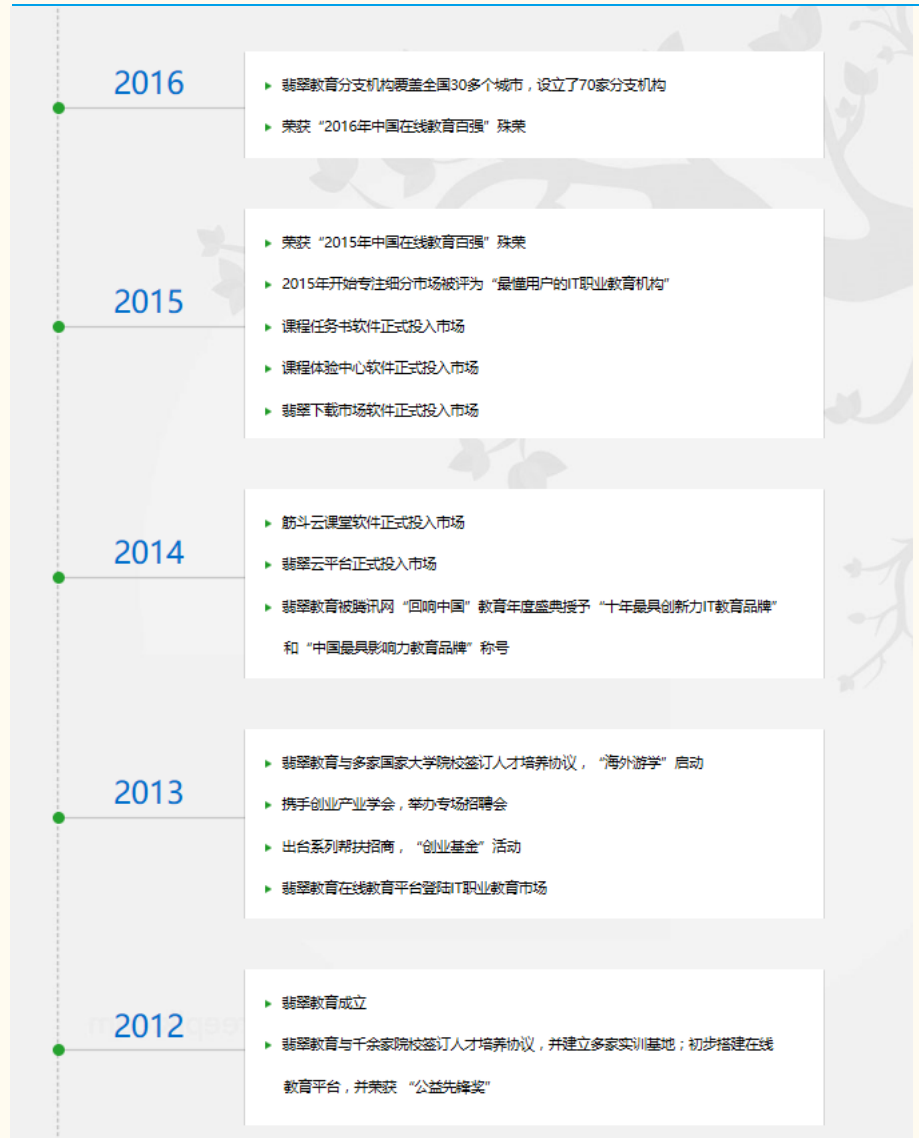 2016
翡翠教育分支机构覆盖全国30多个城市，设立了70家分支机构
荣获“2016年中国在线教育百强”殊荣
2015
荣获“2015年中国在线教育百强”殊荣
2015年开始专注细分市场被评为“最懂用户的IT职业教育机构”
课程任务书软件正式投入市场
课程体验中心软件正式投入市场
翡翠下载市场软件正式投入市场
2014
筋斗云课堂软件正式投入市场
翡翠云平台正式投入市场
翡翠教育被腾讯网“回响中国”教育年度盛典授予“十年最具创新力IT教育品牌”
和“中国最具影响力教育品牌”称号
2013
翡翠教育与多家国家大学院校签订人才培养协议，“海外游学”启动
携手创业产业学会，举办专场招聘会
出台系列帮扶招商，“创业基金”活动
翡翠教育在线教育平台登陆IT职业教育市场
2012
翡翠教育成立
翡翠教育与千余家院校签订人才培养协议，并建立多家实训基地；初步搭建在线
教育平台，并荣获 “公益先锋奖”